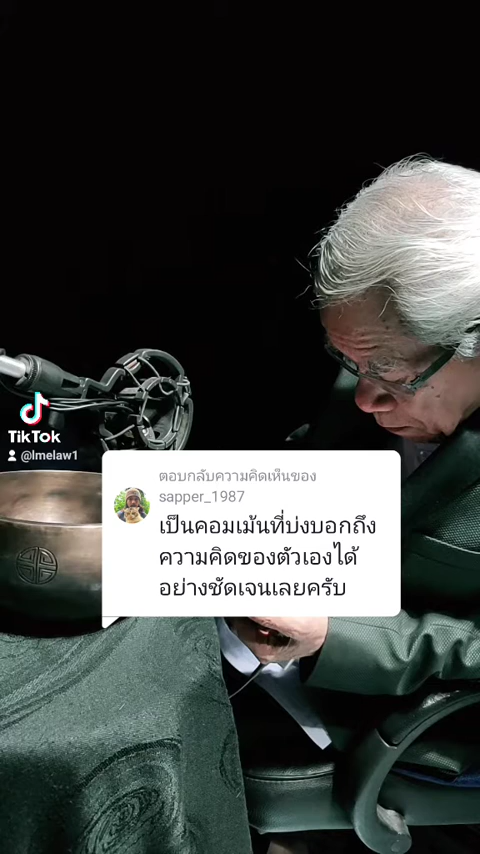 TikTok
@lmelaw1
ตอบกลับความคิดเห็นของ
sapper_1987
เป็นคอมเม้นที่บ่งบอกถึง
ความคิดของตัวเองได้
อย่างชัดเจนเลยครับ